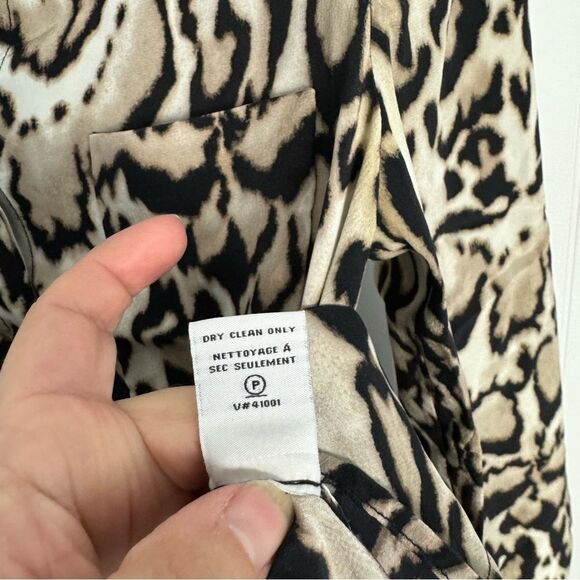 DRY CLEAN ONLY
NETTOYAGE À
SEC SEULEMENT
P
V#41001